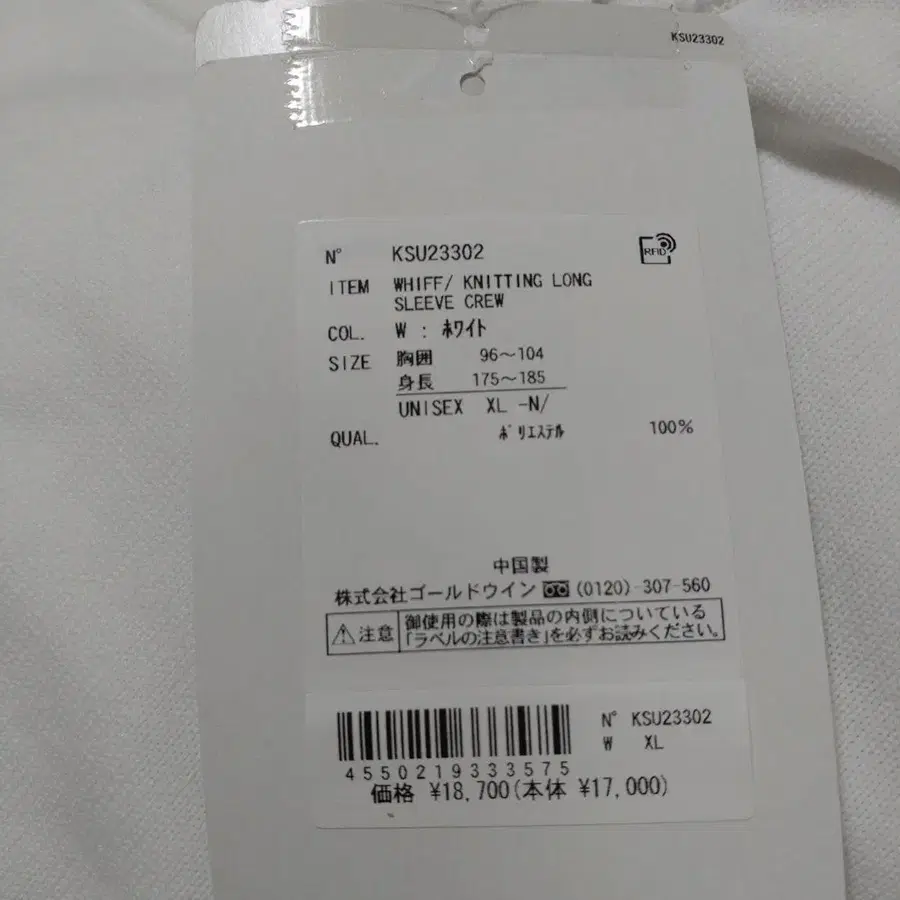 KSU23302
N° KSU23302
RFID
ITEM WHIFF/ KNITTING LONG
SLEEVE CREW
COL. W : ホワイト
SIZE 胸囲 96～104
身長 175～185
UNISEX XL -N/
QUAL. ポリエステル 100%
中国製
株式会社ゴールドウイン (0120)-307-560
注意 御使用の際は製品の内側についている
「ラベルの注意書き」を必ずお読みください。
N° KSU23302
W XL
4550219333575
価格 ¥18,700(本体 ¥17,000)